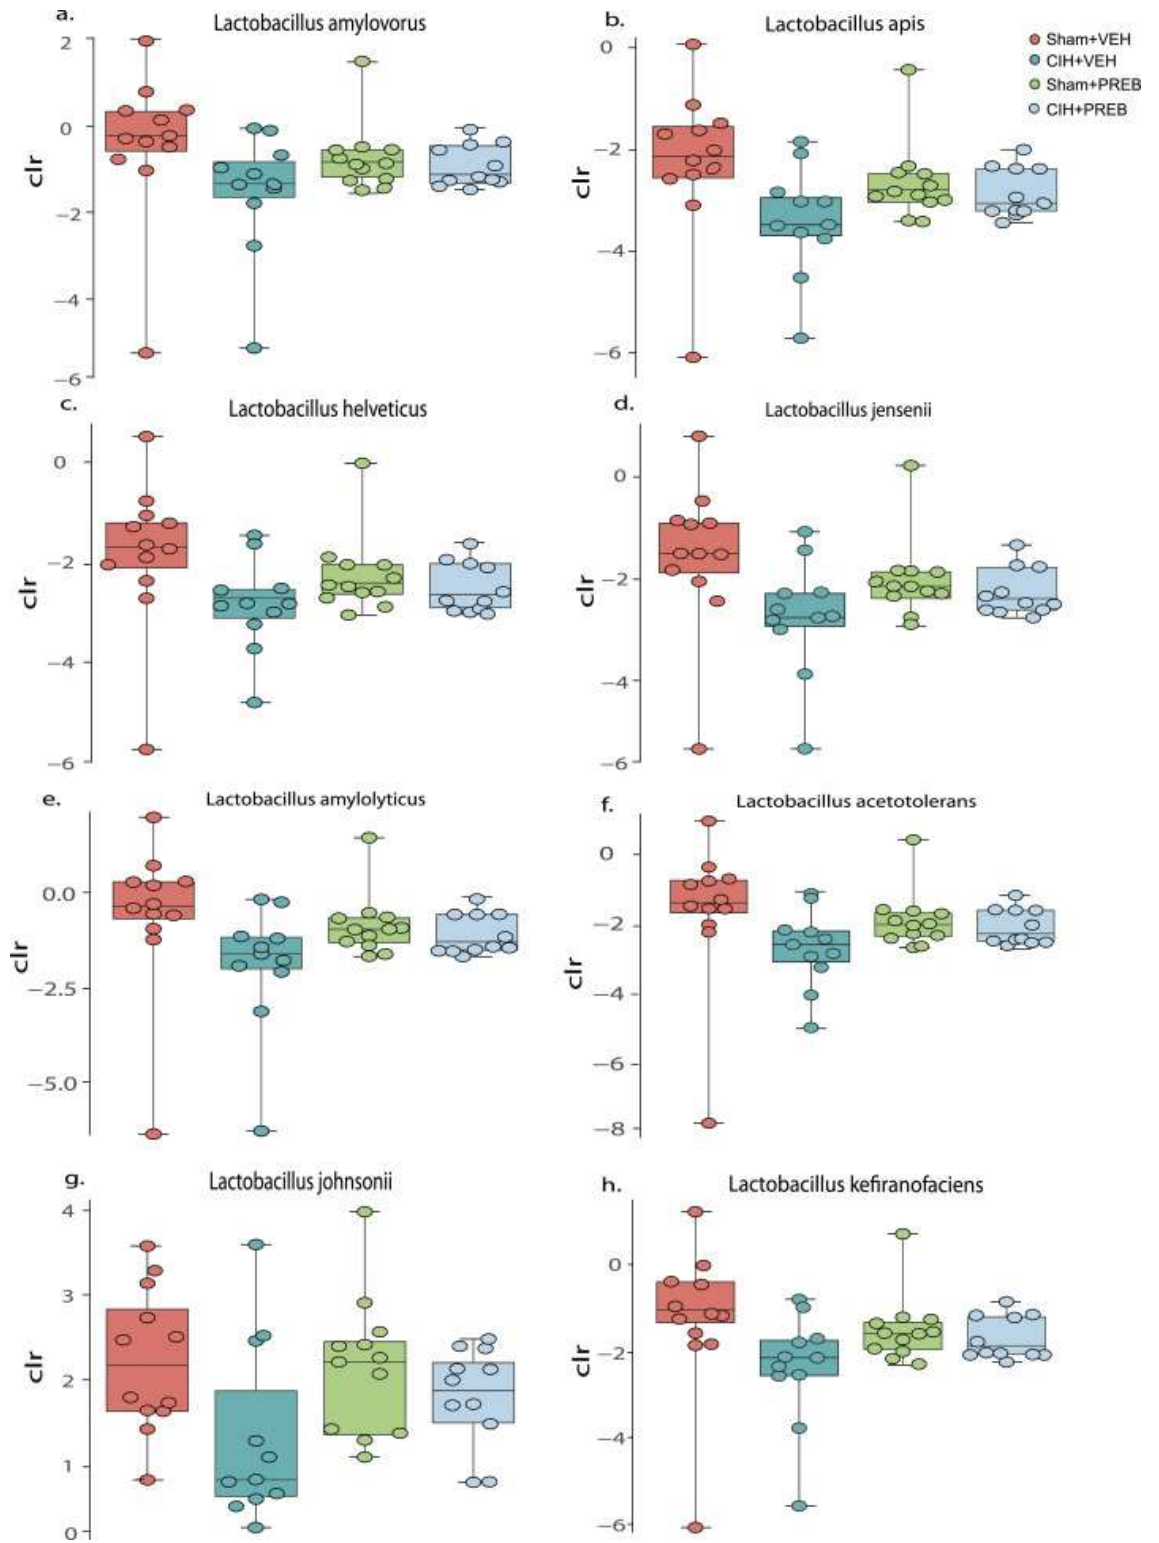 a.
Lactobacillus amylovorus
2
0
−2
−4
−6
clr
b.
Lactobacillus apis
0
−2
−4
−6
clr
Sham+VEH
CIH+VEH
Sham+PREB
CIH+PREB
c.
Lactobacillus helveticus
0
−2
−4
−6
clr
d.
Lactobacillus jensenii
0
−2
−4
−6
clr
e.
Lactobacillus amylolyticus
0.0
−2.5
−5.0
clr
f.
Lactobacillus acetotolerans
0
−2
−4
−6
−8
clr
g.
Lactobacillus johnsonii
4
3
2
1
0
clr
h.
Lactobacillus kefiranofaciens
0
−2
−4
−6
clr